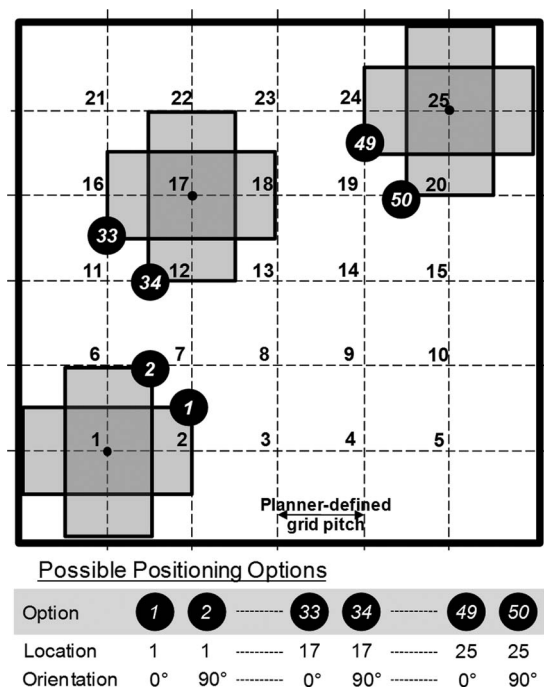 21 22 23 24 25
49
16 17 18 19 20
50
33
11 12 13 14 15
34
6 7 8 9 10
2
1
1 2 3 4 5
Planner-defined
grid pitch
Possible Positioning Options
Option 1 2 ---------- 33 34 ---------- 49 50
Location 1 1 ---------- 17 17 ---------- 25 25
Orientation 0° 90° ---------- 0° 90° ---------- 0° 90°